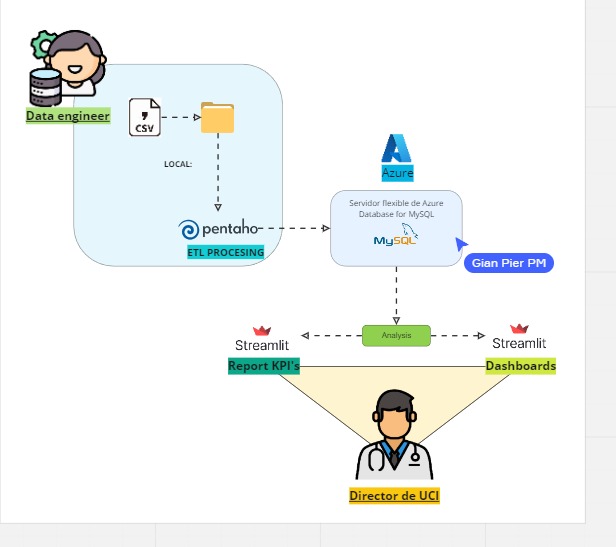 Data engineer
CSV
LOCAL:
pentaho
ETL PROCESING
Azure
Servidor flexible de Azure
Database for MySQL
MySQL
Gian Pier PM
Analysis
Streamlit
Report KPI's
Streamlit
Dashboards
Director de UCI